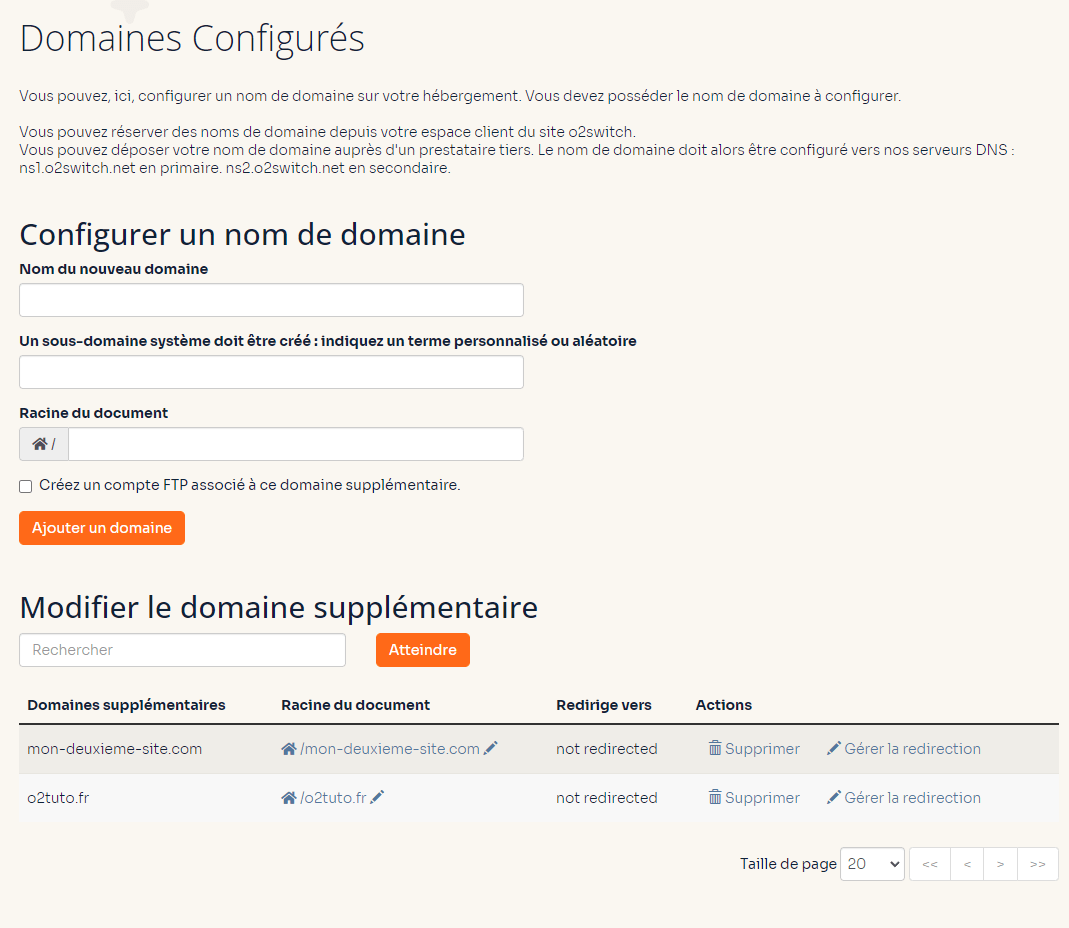 Domaines Configurés
Vous pouvez, ici, configurer un nom de domaine sur votre hébergement. Vous devez posséder le nom de domaine à configurer.
Vous pouvez réserver des noms de domaine depuis votre espace client du site o2switch.
Vous pouvez déposer votre nom de domaine auprès d'un prestataire tiers. Le nom de domaine doit alors être configuré vers nos serveurs DNS :
ns1.o2switch.net en primaire. ns2.o2switch.net en secondaire.
Configurer un nom de domaine
Nom du nouveau domaine
Un sous-domaine système doit être créé : indiquez un terme personnalisé ou aléatoire
Racine du document
/
Créez un compte FTP associé à ce domaine supplémentaire.
Ajouter un domaine
Modifier le domaine supplémentaire
Rechercher Atteindre
Domaines supplémentaires Racine du document Redirige vers Actions
mon-deuxieme-site.com /mon-deuxieme-site.com not redirected Supprimer Gérer la redirection
o2tuto.fr /o2tuto.fr not redirected Supprimer Gérer la redirection
Taille de page 20 << < > >>